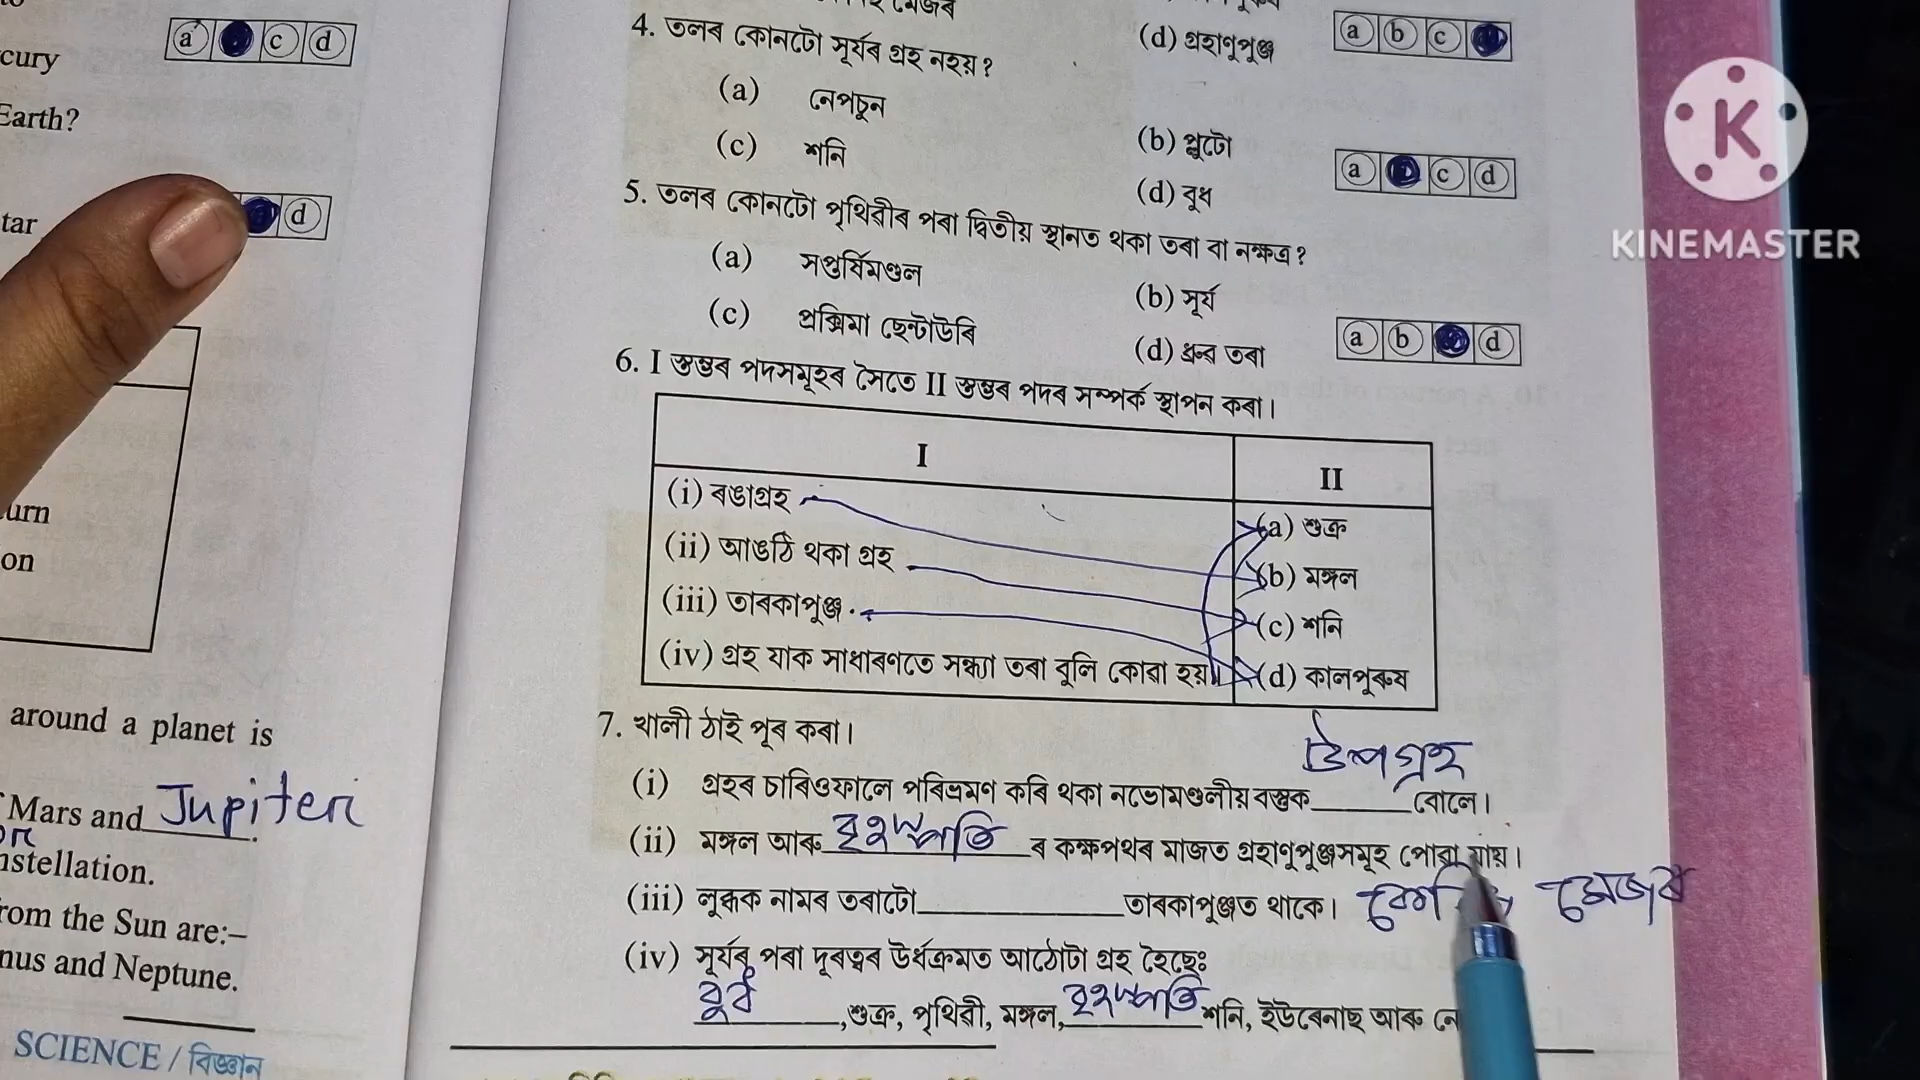 cury
Earth?
tar
urn
on
around a planet is
Mars and Jupiter.
nstellation.
rom the Sun are:–
nus and Neptune.
SCIENCE / বিজ্ঞান
a c d
d
(d) গ্ৰহাণুপুঞ্জ
a b c
4. তলৰ কোনটো সূৰ্যৰ গ্ৰহ নহয়?
(a) নেপচুন
(b) প্লুটো
(c) শনি
(d) বুধ
a c d
5. তলৰ কোনটো পৃথিৱীৰ পৰা দ্বিতীয় স্থানত থকা তৰা বা নক্ষত্ৰ?
(a) সপ্তৰ্ষিমণ্ডল
(b) সূৰ্য
(c) প্ৰক্সিমা ছেন্টাউৰি
(d) ধ্ৰুৱ তৰা
a b d
6. I স্তম্ভৰ পদসমূহৰ সৈতে II স্তম্ভৰ পদৰ সম্পৰ্ক স্থাপন কৰা।
I II
(i) ৰঙাগ্ৰহ (a) শুক্ৰ
(ii) আঙঠি থকা গ্ৰহ (b) মঙ্গল
(iii) তাৰকাপুঞ্জ. (c) শনি
(iv) গ্ৰহ যাক সাধাৰণতে সন্ধ্যা তৰা বুলি কোৱা হয়। (d) কালপুৰুষ
7. খালী ঠাই পূৰ কৰা।
উপগ্ৰহ
(i) গ্ৰহৰ চাৰিওফালে পৰিভ্ৰমণ কৰি থকা নভোমণ্ডলীয় বস্তুক______বোলে।
(ii) মঙ্গল আৰু বৃহস্পতি ৰ কক্ষপথৰ মাজত গ্ৰহাণুপুঞ্জসমূহ পোৱা যায়।
(iii) লুব্ধক নামৰ তৰাটো____________তাৰকাপুঞ্জত থাকে। মেজৰ
(iv) সূৰ্যৰ পৰা দূৰত্বৰ উৰ্ধক্ৰমত আঠোটা গ্ৰহ হৈছেঃ
বুধ ,শুক্ৰ, পৃথিৱী, মঙ্গল, বৃহস্পতি শনি, ইউৰেনাছ আৰু নে
K
KINEMASTER